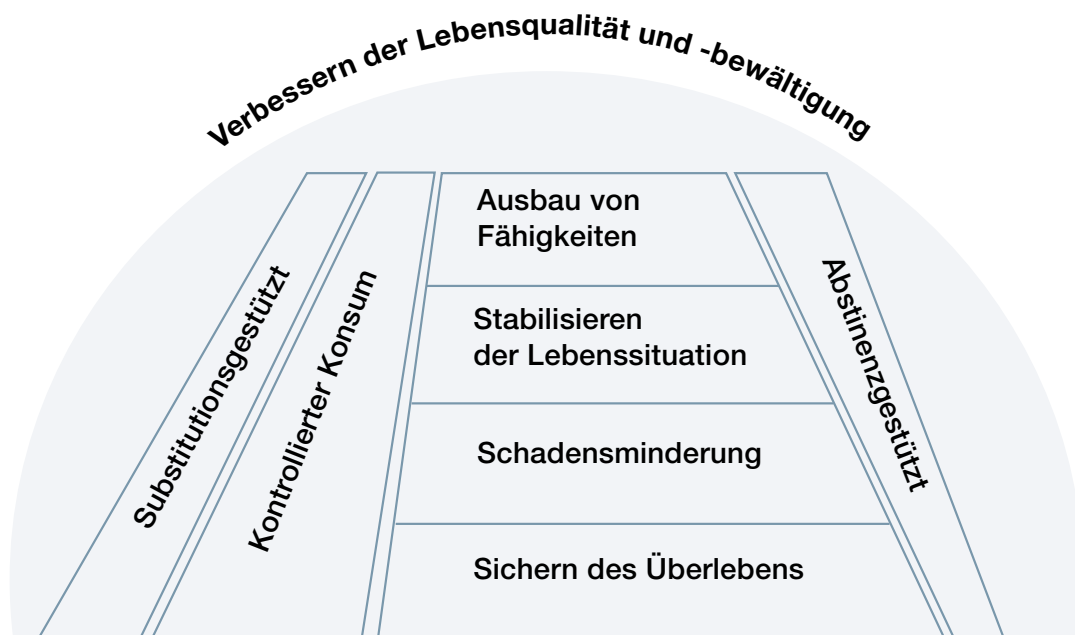 Verbessern der Lebensqualität und -bewältigung
Substitutionsgestützt
Kontrollierter Konsum
Ausbau von
Fähigkeiten
Stabilisieren
der Lebenssituation
Schadensminderung
Sichern des Überlebens
Abstinenzgestützt